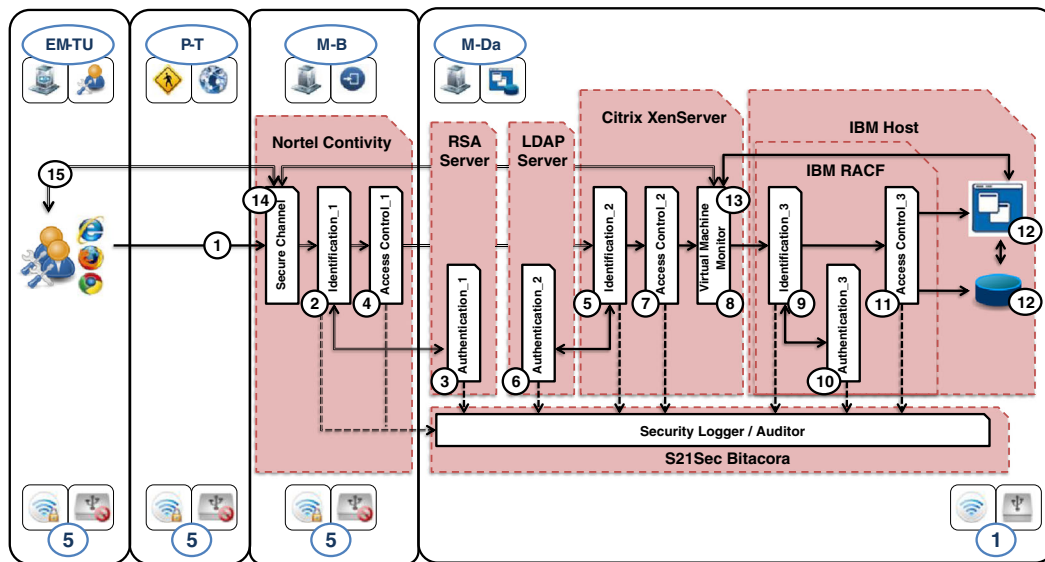 EM-TU
P-T
M-B
M-Da
Nortel Contivity
RSA
Server
LDAP
Server
Citrix XenServer
IBM Host
IBM RACF
15
14
13
12
12
1
Secure Channel
Identification_1
Access Control_1
2
4
Authentication_1
3
Authentication_2
6
Identification_2
5
Access Control_2
7
Virtual Machine
Monitor
8
Identification_3
9
Authentication_3
10
Access Control_3
11
Security Logger / Auditor
S21Sec Bitacora
5
5
5
1